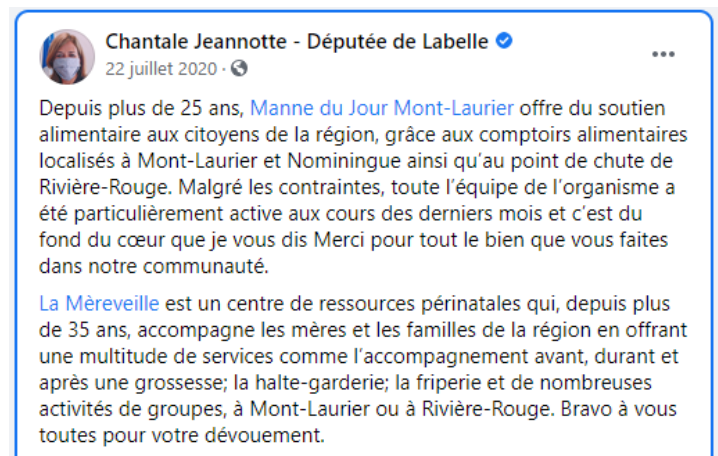 Chantale Jeannotte - Députée de Labelle
22 juillet 2020 ·
Depuis plus de 25 ans, Manne du Jour Mont-Laurier offre du soutien
alimentaire aux citoyens de la région, grâce aux comptoirs alimentaires
localisés à Mont-Laurier et Nominingue ainsi qu'au point de chute de
Rivière-Rouge. Malgré les contraintes, toute l'équipe de l'organisme a
été particulièrement active aux cours des derniers mois et c'est du
fond du cœur que je vous dis Merci pour tout le bien que vous faites
dans notre communauté.
La Mèreveille est un centre de ressources périnatales qui, depuis plus
de 35 ans, accompagne les mères et les familles de la région en offrant
une multitude de services comme l'accompagnement avant, durant et
après une grossesse; la halte-garderie; la friperie et de nombreuses
activités de groupes, à Mont-Laurier ou à Rivière-Rouge. Bravo à vous
toutes pour votre dévouement.